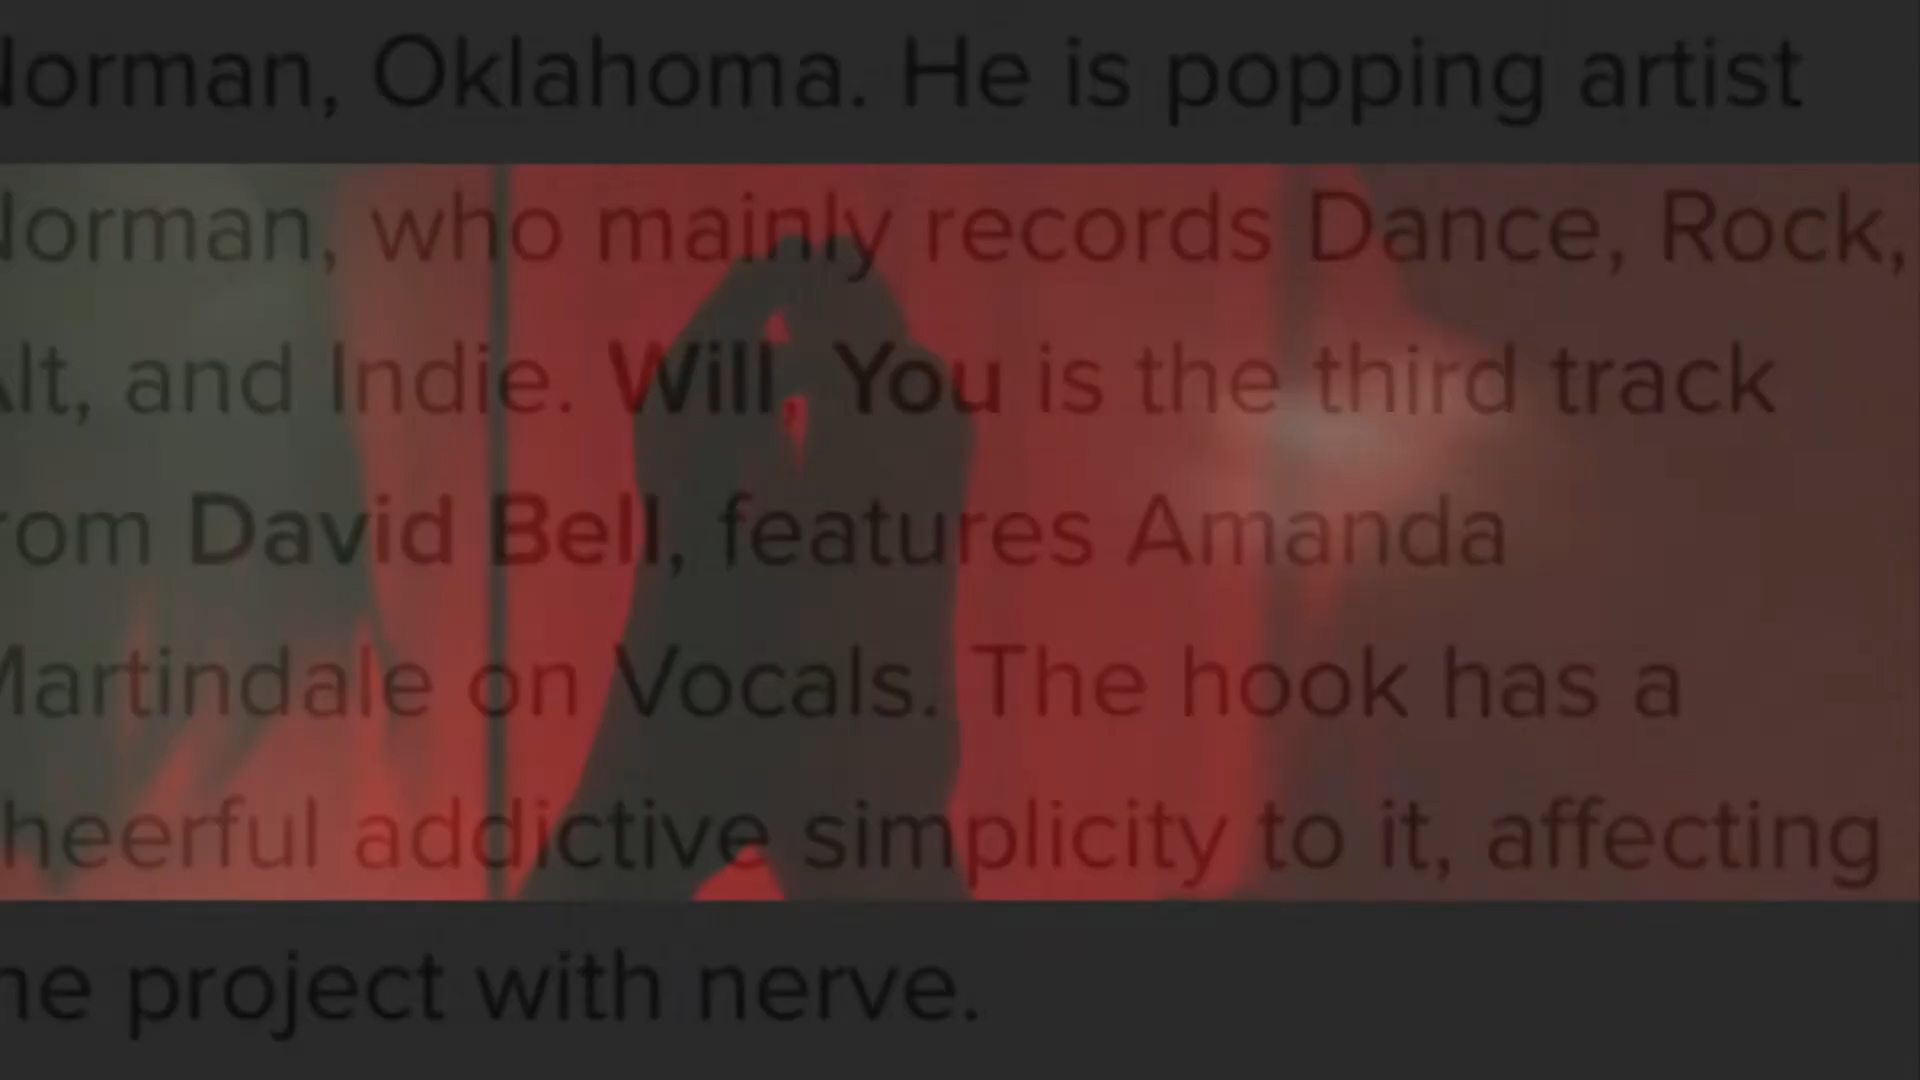 Norman, Oklahoma. He is popping artist
Norman, who mainly records Dance, Rock,
Alt, and Indie. Will, You is the third track
from David Bell, features Amanda
Martindale on Vocals. The hook has a
cheerful addictive simplicity to it, affecting
the project with nerve.